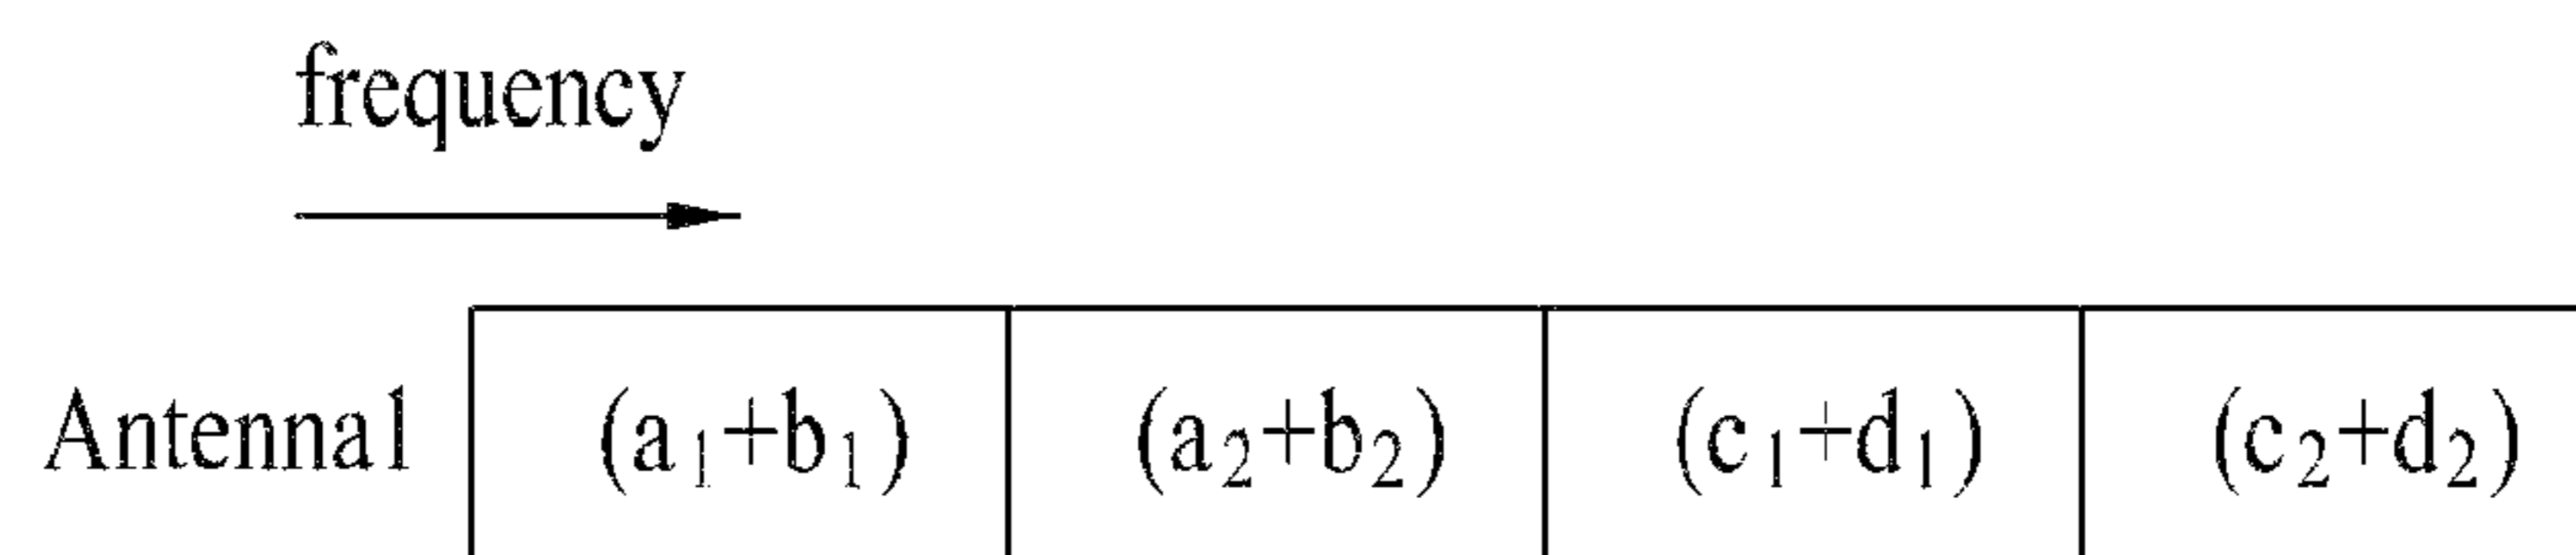 frequency
Antenna1 (a₁+b₁) (a₂+b₂) (c₁+d₁) (c₂+d₂)